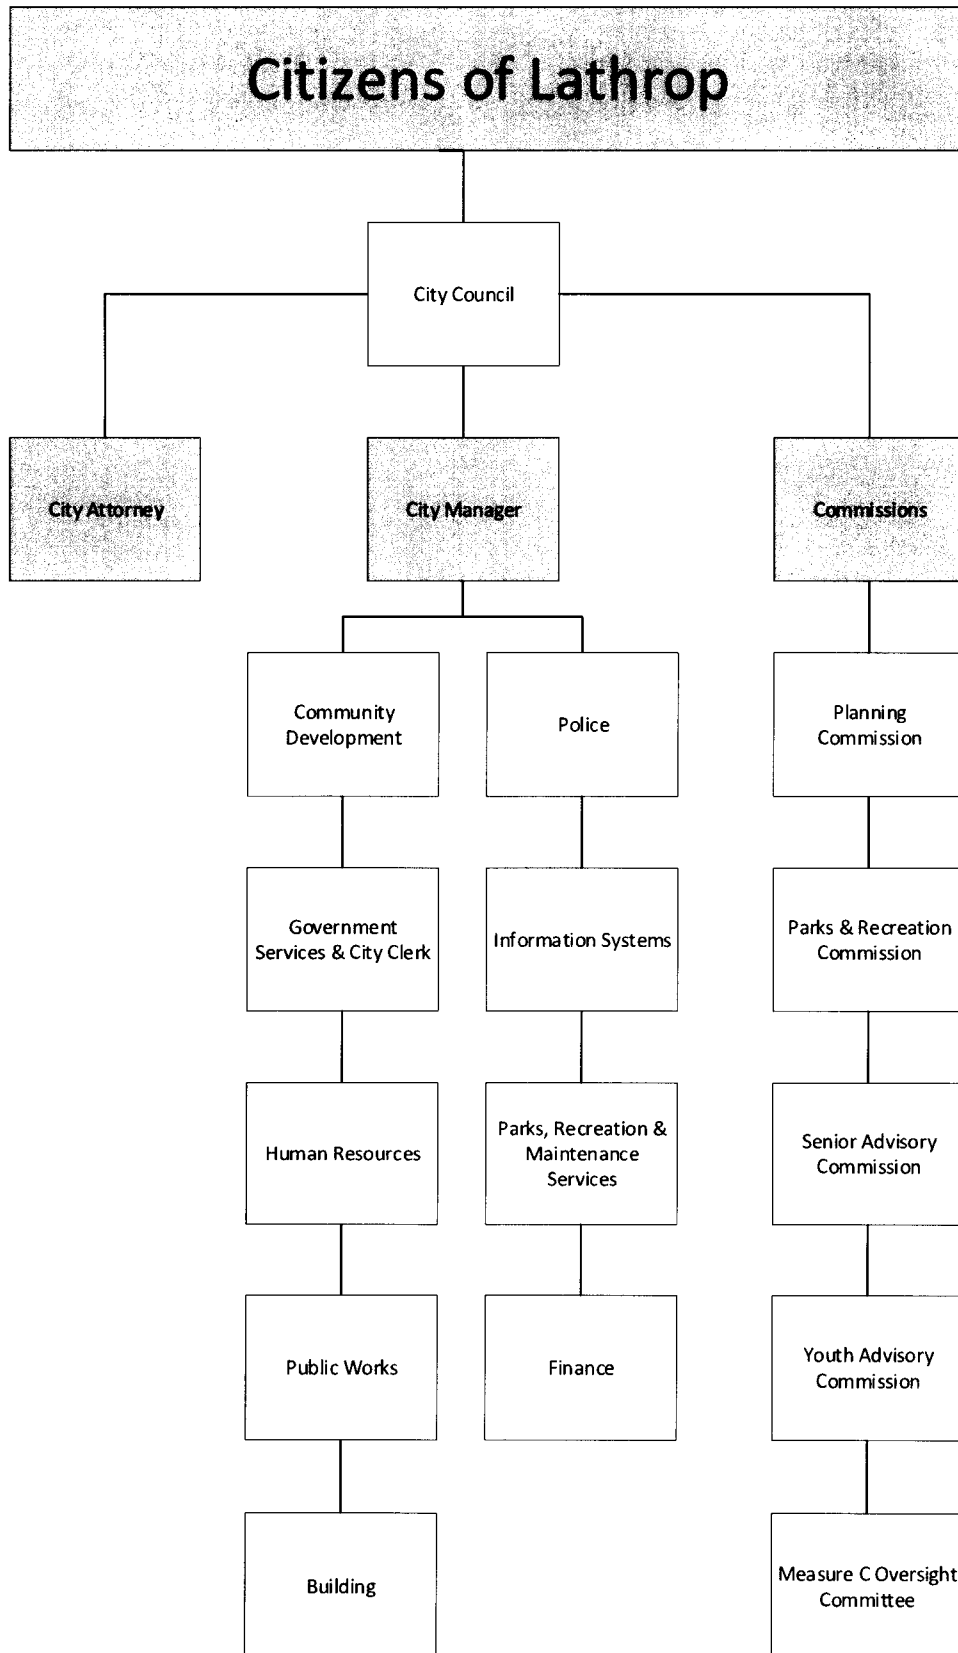 Citizens of Lathrop
City Council
City Attorney
City Manager
Commissions
Community
Development
Police
Planning
Commission
Government
Services & City Clerk
Information Systems
Parks & Recreation
Commission
Human Resources
Parks, Recreation &
Maintenance
Services
Senior Advisory
Commission
Public Works
Finance
Youth Advisory
Commission
Building
Measure C Oversight
Committee